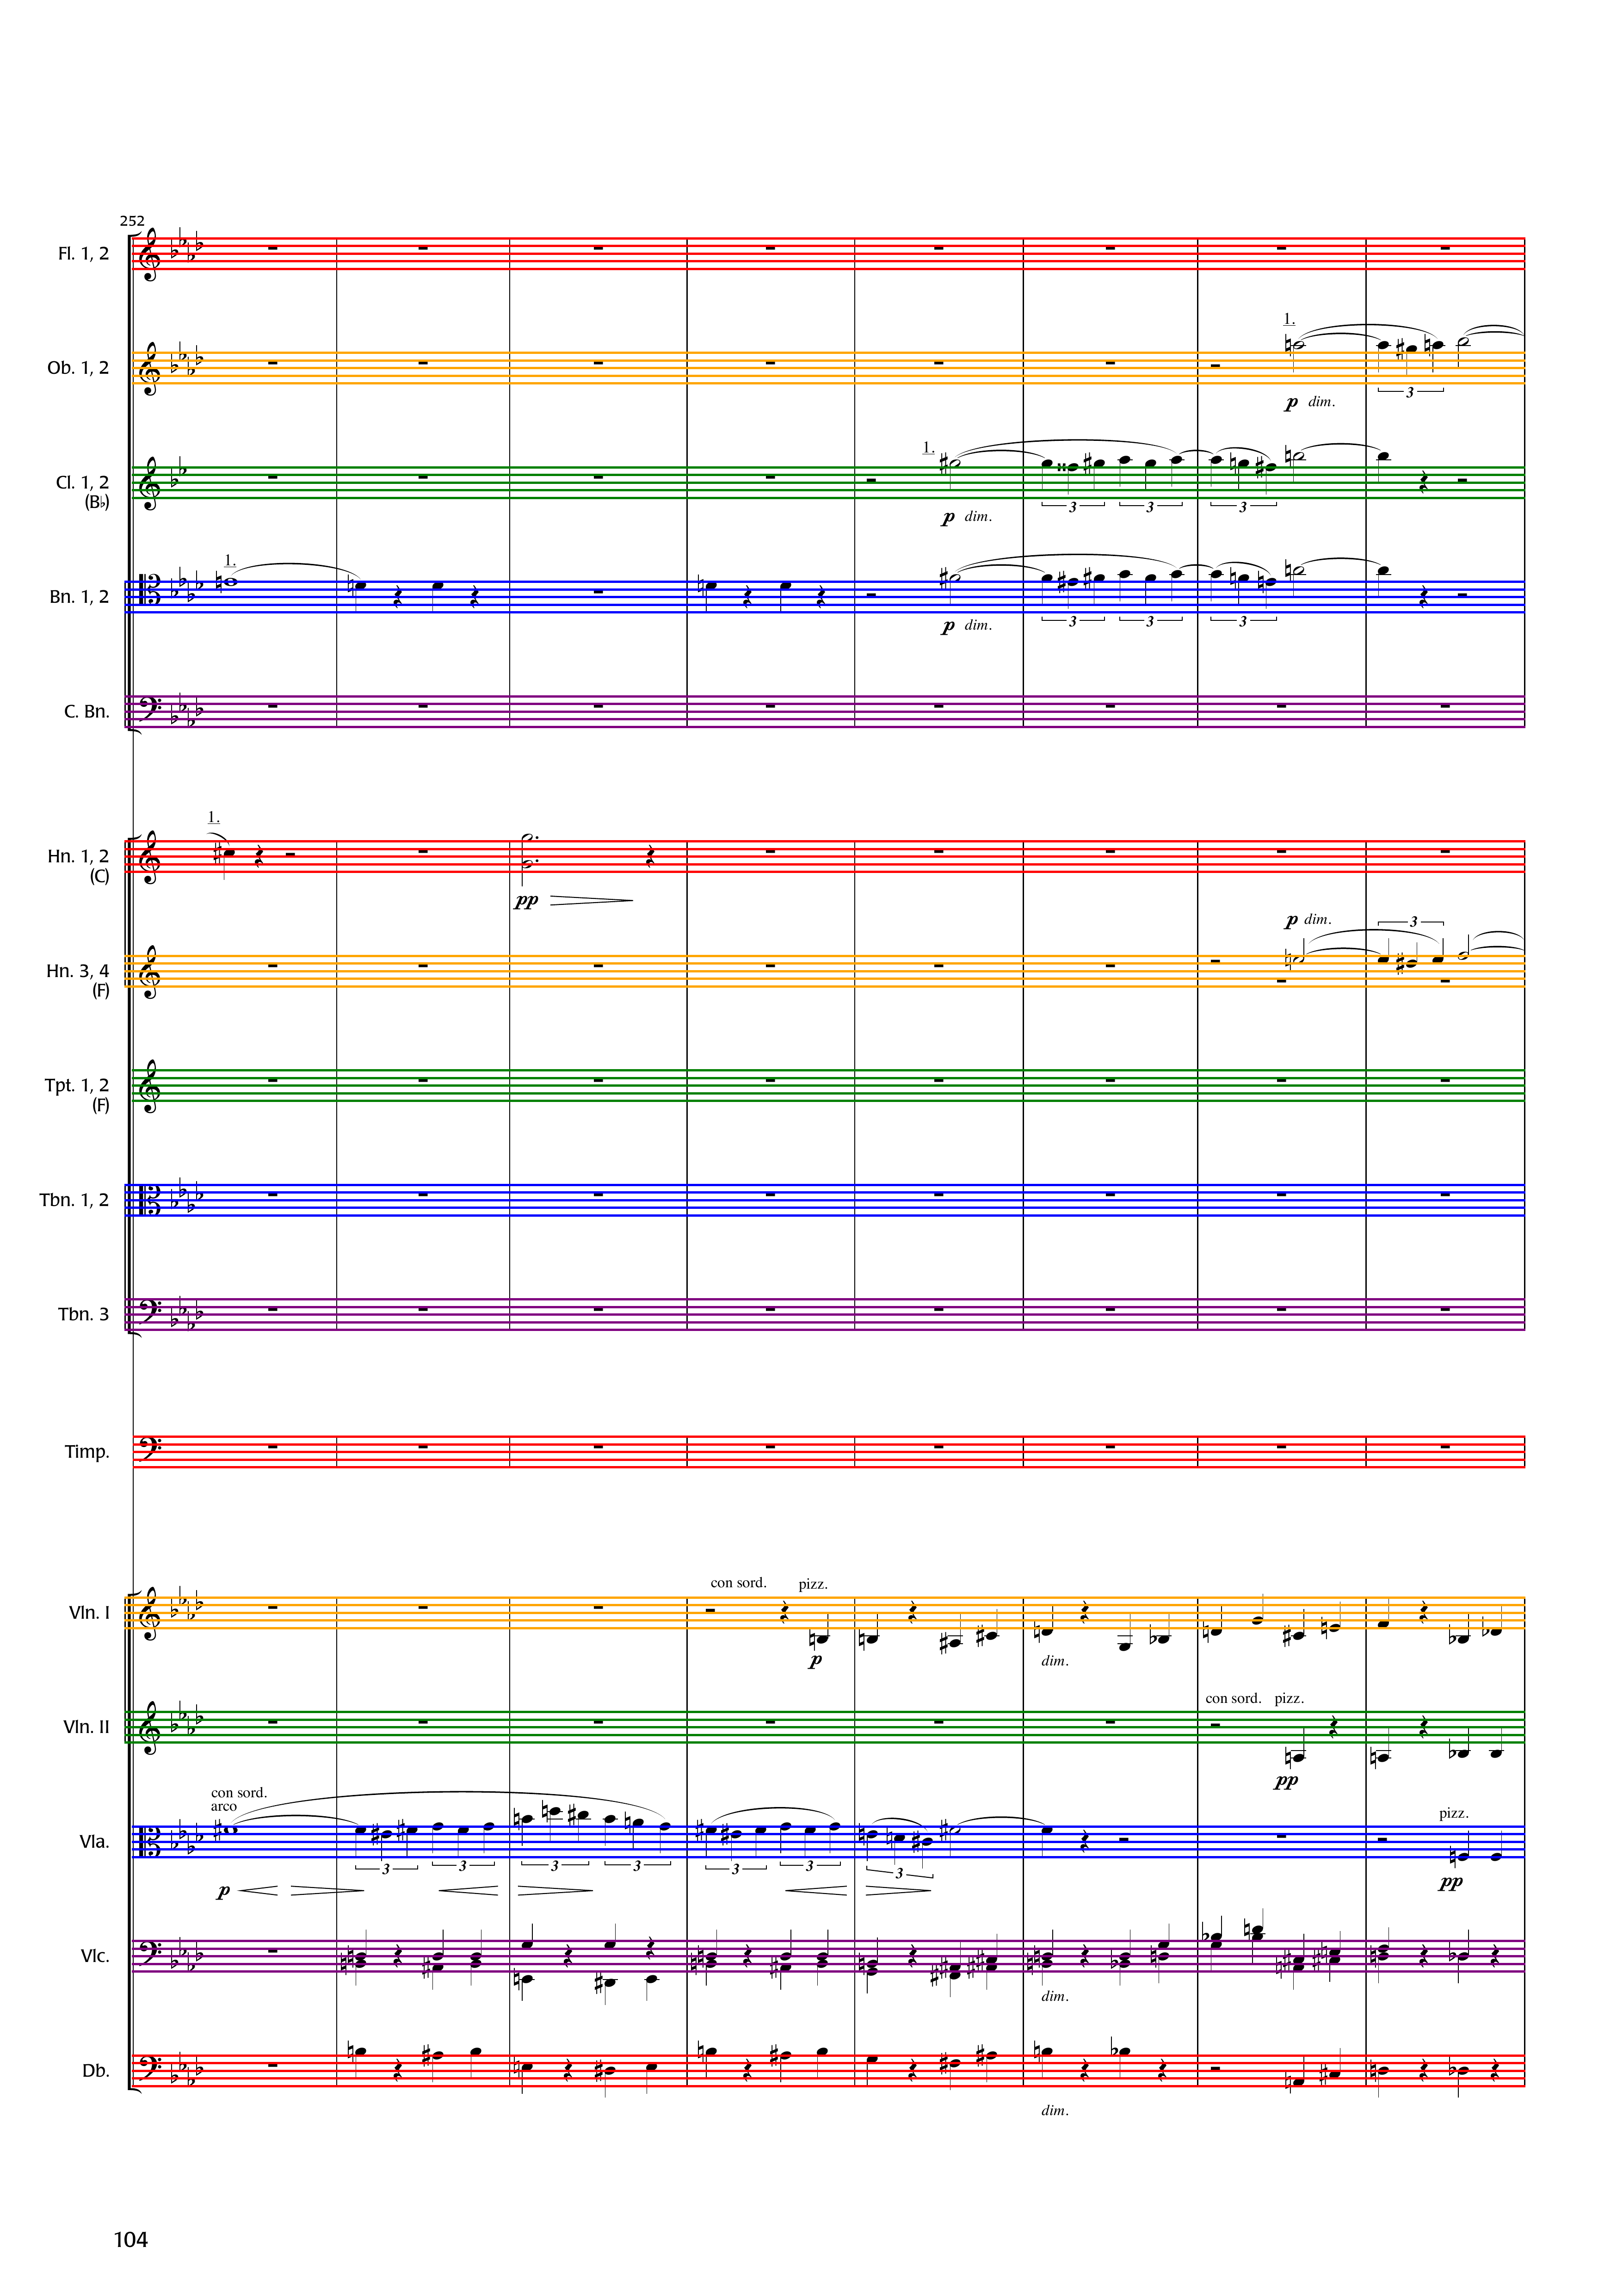 252
Fl. 1, 2
1.
Ob. 1, 2
3
p dim.
1.
Cl. 1, 2
(B♭)
3 3 3
p dim.
1.
Bn. 1, 2
3 3 3
p dim.
C. Bn.
1.
Hn. 1, 2
(C)
pp
p dim. 3
Hn. 3, 4
(F)
Tpt. 1, 2
(F)
Tbn. 1, 2
Tbn. 3
Timp.
con sord. pizz.
Vln. I
p dim.
con sord. pizz.
Vln. II
pp
con sord.
arco pizz.
Vla.
3 3 3 3 3 3 3
p pp
Vlc.
dim.
Db.
dim.
104